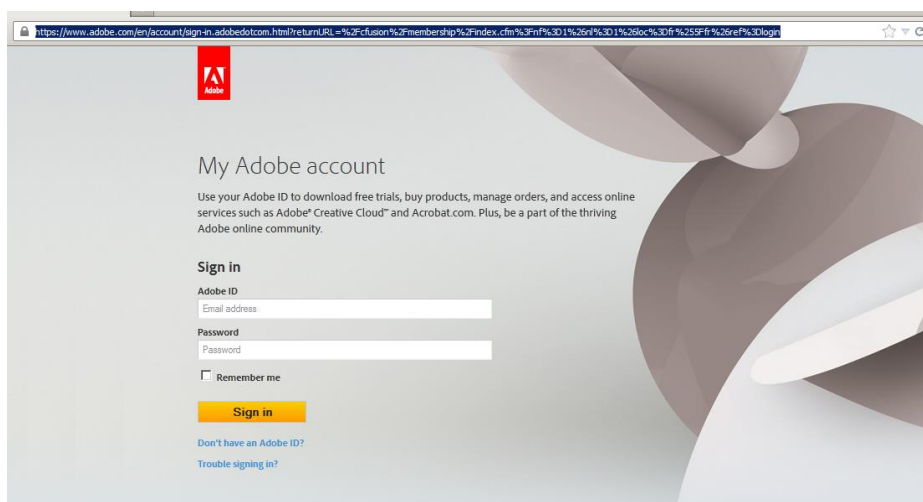 https://www.adobe.com/en/account/sign-in.adobedotcom.html?returnURL=%2Fcfusion%2Fmembership%2Findex.cfm%3Fnf%3D1%26nl%3D1%26loc%3Dfr%255Ffr%26ref%3Dlogin
Adobe
My Adobe account
Use your Adobe ID to download free trials, buy products, manage orders, and access online
services such as Adobe® Creative Cloud™ and Acrobat.com. Plus, be a part of the thriving
Adobe online community.
Sign in
Adobe ID
Email address
Password
Password
Remember me
Sign in
Don't have an Adobe ID?
Trouble signing in?